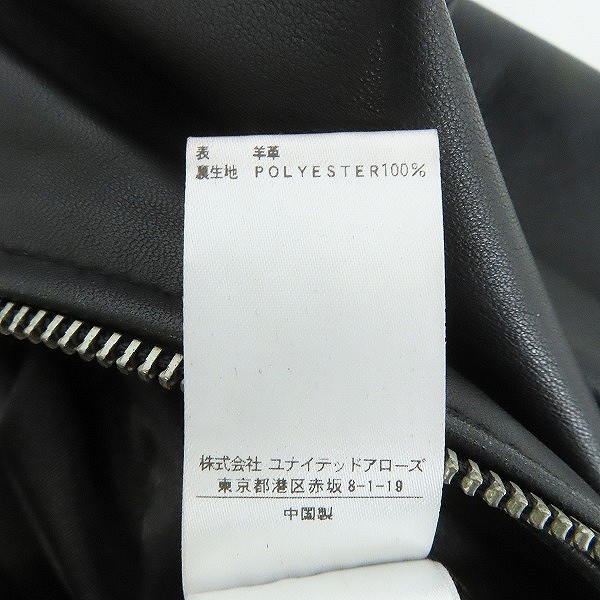 表 羊革
裏生地 POLYESTER100%
株式会社 ユナイテッドアローズ
東京都港区赤坂8-1-19
中国製